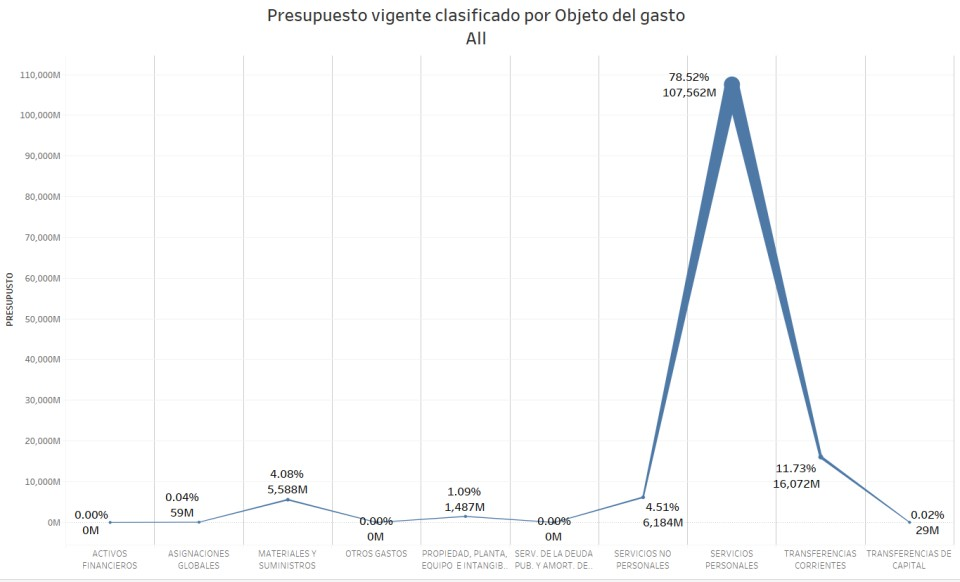 Presupuesto vigente clasificado por Objeto del gasto
All
PRESUPUSTO
110,000M
100,000M
90,000M
80,000M
70,000M
60,000M
50,000M
40,000M
30,000M
20,000M
10,000M
0M
0.00%
0M
0.04%
59M
4.08%
5,588M
0.00%
0M
1.09%
1,487M
0.00%
0M
4.51%
6,184M
78.52%
107,562M
11.73%
16,072M
0.02%
29M
ACTIVOS
FINANCIEROS
ASIGNACIONES
GLOBALES
MATERIALES Y
SUMINISTROS
OTROS GASTOS
PROPIEDAD, PLANTA,
EQUIPO E INTANGIB..
SERV. DE LA DEUDA
PUB. Y AMORT. DE..
SERVICIOS NO
PERSONALES
SERVICIOS
PERSONALES
TRANSFERENCIAS
CORRIENTES
TRANSFERENCIAS DE
CAPITAL